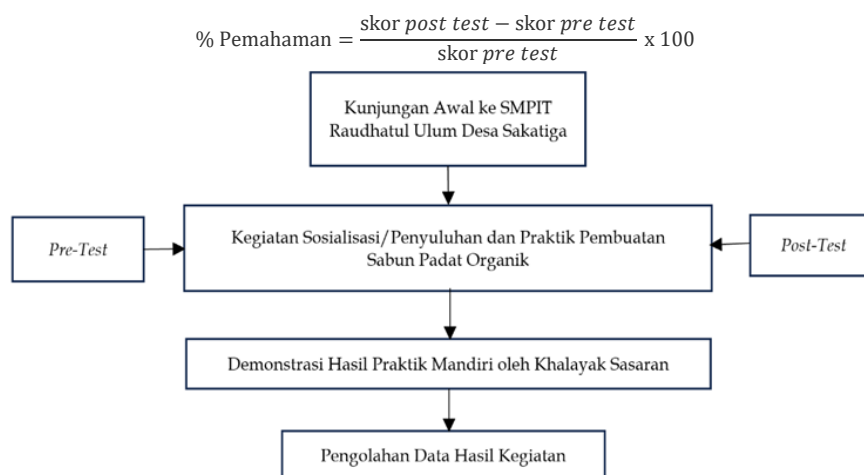 % Pemahaman = skor post test − skor pre test / skor pre test x 100
Kunjungan Awal ke SMPIT
Raudhatul Ulum Desa Sakatiga
Pre-Test
Kegiatan Sosialisasi/Penyuluhan dan Praktik Pembuatan
Sabun Padat Organik
Post-Test
Demonstrasi Hasil Praktik Mandiri oleh Khalayak Sasaran
Pengolahan Data Hasil Kegiatan